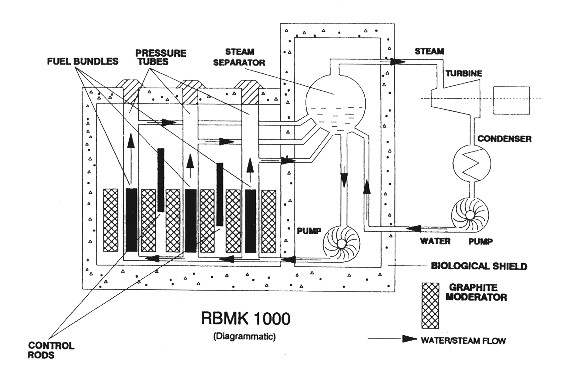 FUEL BUNDLES
PRESSURE
TUBES
STEAM
SEPARATOR
STEAM
TURBINE
CONDENSER
PUMP
WATER
PUMP
BIOLOGICAL SHIELD
GRAPHITE
MODERATOR
RBMK 1000
(Diagrammatic)
WATER/STEAM FLOW
CONTROL
RODS